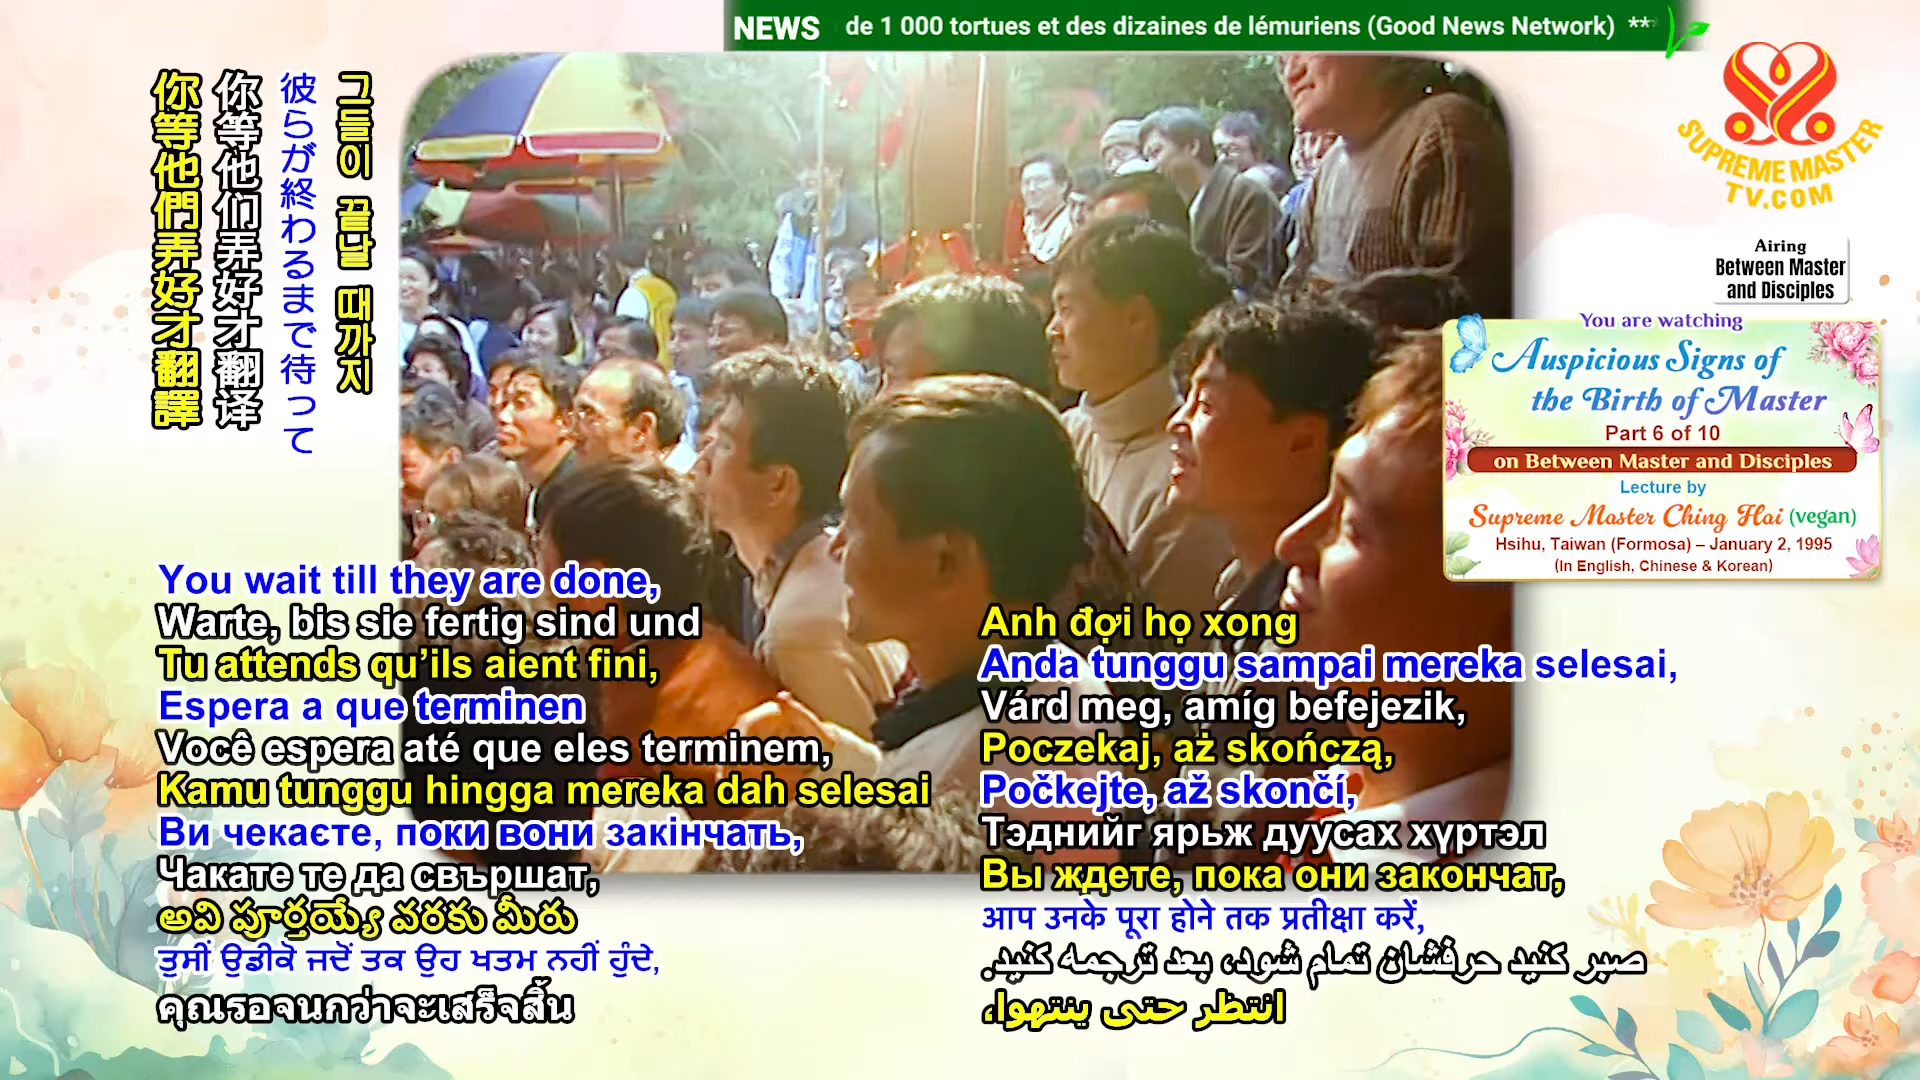 NEWS de 1 000 tortues et des dizaines de lémuriens (Good News Network) **
你等他們弄好才翻譯
你等他们弄好才翻译
彼らが終わるまで待って
그들이 끝날 때까지
SUPREME MASTER
TV.COM
Airing
Between Master
and Disciples
You are watching
Auspicious Signs of
the Birth of Master
Part 6 of 10
on Between Master and Disciples
Lecture by
Supreme Master Ching Hai (vegan)
Hsihu, Taiwan (Formosa) – January 2, 1995
(In English, Chinese & Korean)
You wait till they are done,
Warte, bis sie fertig sind und
Tu attends qu’ils aient fini,
Espera a que terminen
Você espera até que eles terminem,
Kamu tunggu hingga mereka dah selesai
Ви чекаєте, поки вони закінчать,
Чакате те да свършат,
అవి పూర్తయ్యే వరకు మీరు
ਤੁਸੀਂ ਉਡੀਕੋ ਜਦੋਂ ਤਕ ਉਹ ਖਤਮ ਨਹੀਂ ਹੁੰਦੇ,
คุณรอจนกว่าจะเสร็จสิ้น
Anh đợi họ xong
Anda tunggu sampai mereka selesai,
Várd meg, amíg befejezik,
Poczekaj, aż skończą,
Počkejte, až skončí,
Тэднийг ярьж дуусах хүртэл
Вы ждете, пока они закончат,
आप उनके पूरा होने तक प्रतीक्षा करें,
صبر کنید حرفشان تمام شود، بعد ترجمه کنید.
انتظر حتى ينتهوا،